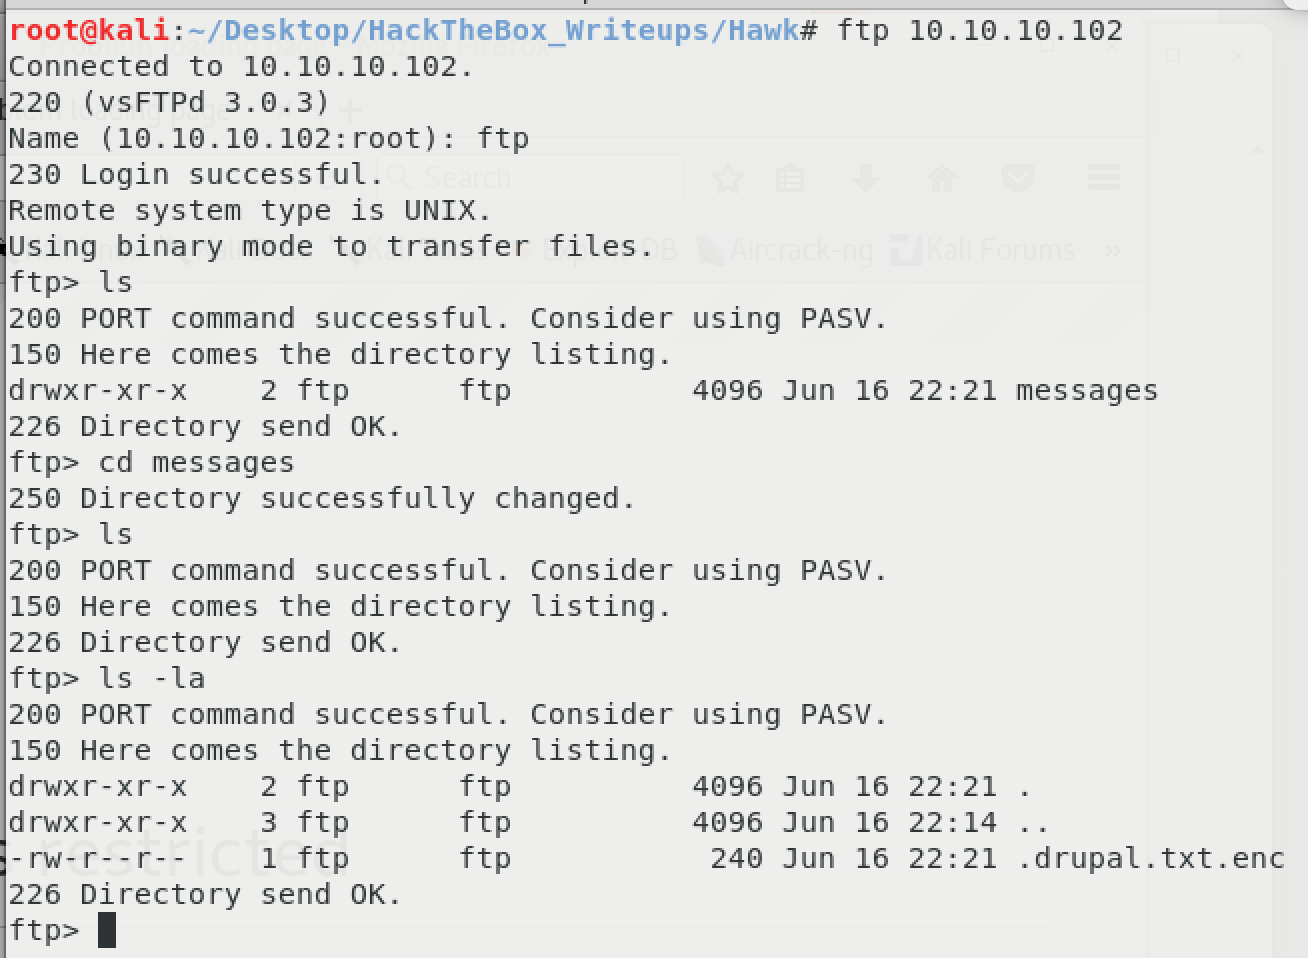 root@kali:~/Desktop/HackTheBox_Writeups/Hawk# ftp 10.10.10.102
Connected to 10.10.10.102.
220 (vsFTPd 3.0.3)
Name (10.10.10.102:root): ftp
230 Login successful.
Search
Remote system type is UNIX.
Using binary mode to transfer files.
Aircrack-ng
Kali Forums
ftp> ls
200 PORT command successful. Consider using PASV.
150 Here comes the directory listing.
drwxr-xr-x    2 ftp      ftp          4096 Jun 16 22:21 messages
226 Directory send OK.
ftp> cd messages
250 Directory successfully changed.
ftp> ls
200 PORT command successful. Consider using PASV.
150 Here comes the directory listing.
226 Directory send OK.
ftp> ls -la
200 PORT command successful. Consider using PASV.
150 Here comes the directory listing.
drwxr-xr-x    2 ftp      ftp          4096 Jun 16 22:21 .
drwxr-xr-x    3 ftp      ftp          4096 Jun 16 22:14 ..
restricted
-rw-r--r--    1 ftp      ftp           240 Jun 16 22:21 .drupal.txt.enc
226 Directory send OK.
ftp>